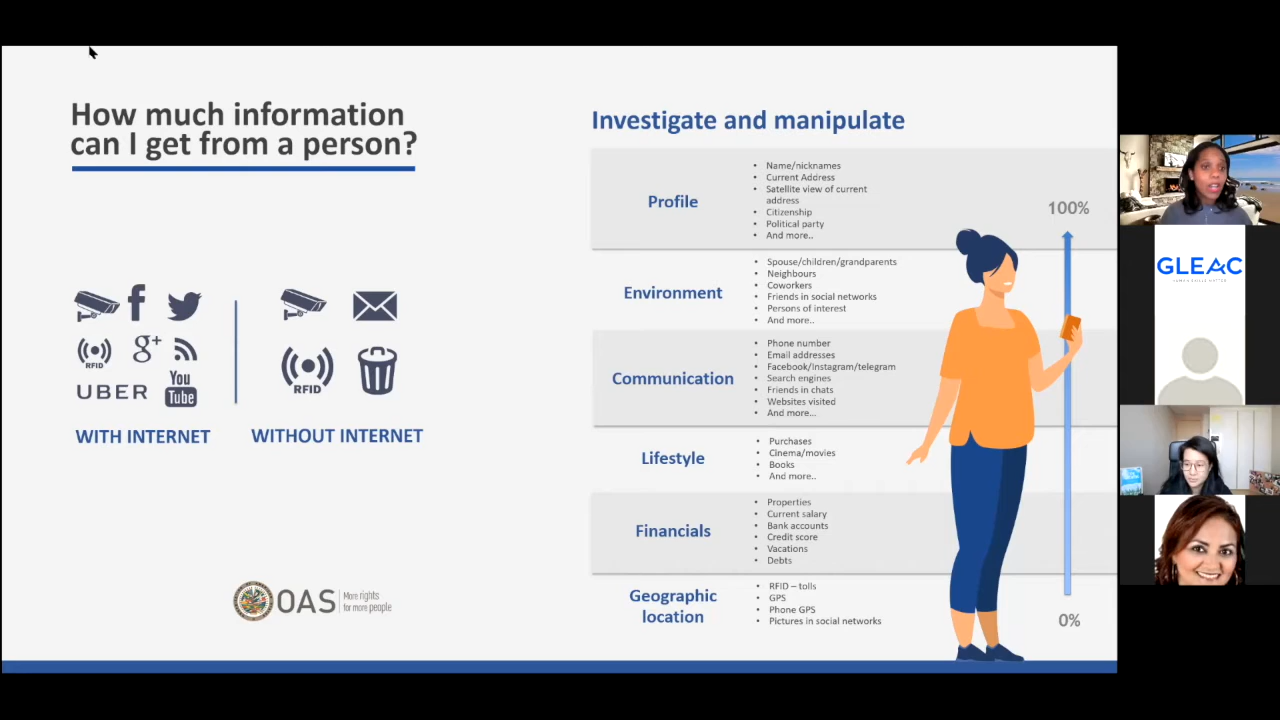 How much information
can I get from a person?
RFID
g+
UBER
You
Tube
WITH INTERNET
RFID
WITHOUT INTERNET
OAS
More rights
for more people
Investigate and manipulate
Profile
• Name/nicknames
• Current Address
• Satellite view of current
address
• Citizenship
• Political party
• And more..
Environment
• Spouse/children/grandparents
• Neighbours
• Coworkers
• Friends in social networks
• Persons of interest
• And more..
Communication
• Phone number
• Email addresses
• Facebook/Instagram/telegram
• Search engines
• Friends in chats
• Websites visited
• And more...
Lifestyle
• Purchases
• Cinema/movies
• Books
• And more..
Financials
• Properties
• Current salary
• Bank accounts
• Credit score
• Vacations
• Debts
Geographic
location
• RFID – tolls
• GPS
• Phone GPS
• Pictures in social networks
100%
0%
GLEAC